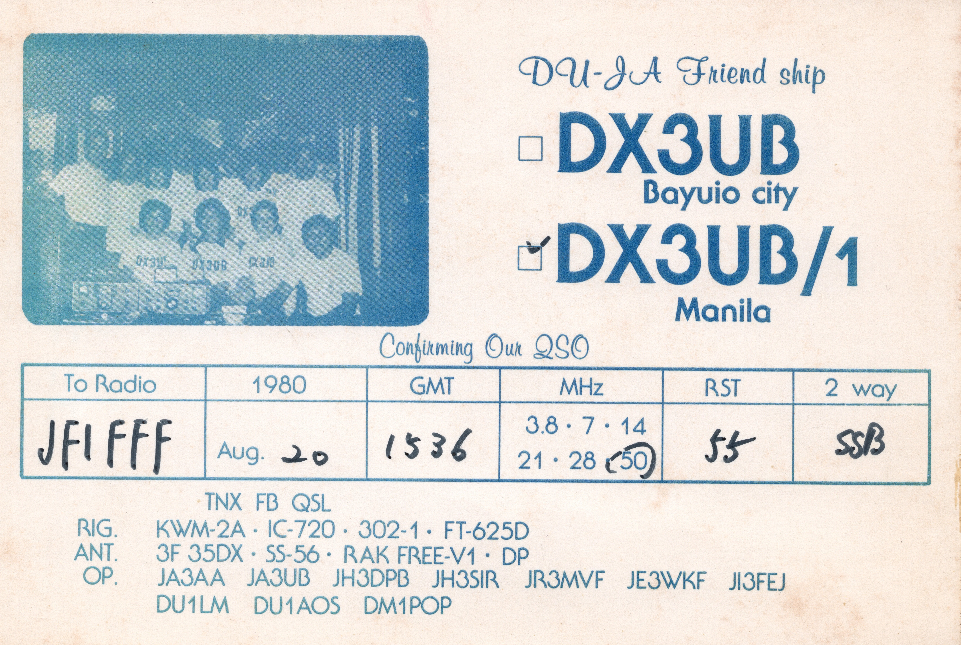 DU-JA Friend ship
DX3UB
Bayuio city
DX3UB/1
Manila
DX3U DX3UB DX3U
Confirming Our QSO
To Radio 1980 GMT MHz RST 2 way
3.8 · 7 · 14
JF1FFF Aug. 20 1536 55 SSB
21 · 28 · 50
TNX FB QSL
RIG. KWM-2A · IC-720 · 302-1 · FT-625D
ANT. 3F 35DX · SS-56 · RAK FREE-V1 · DP
OP. JA3AA JA3UB JH3DPB JH3SIR JR3MVF JE3WKF JI3FEJ
DU1LM DU1AOS DM1POP